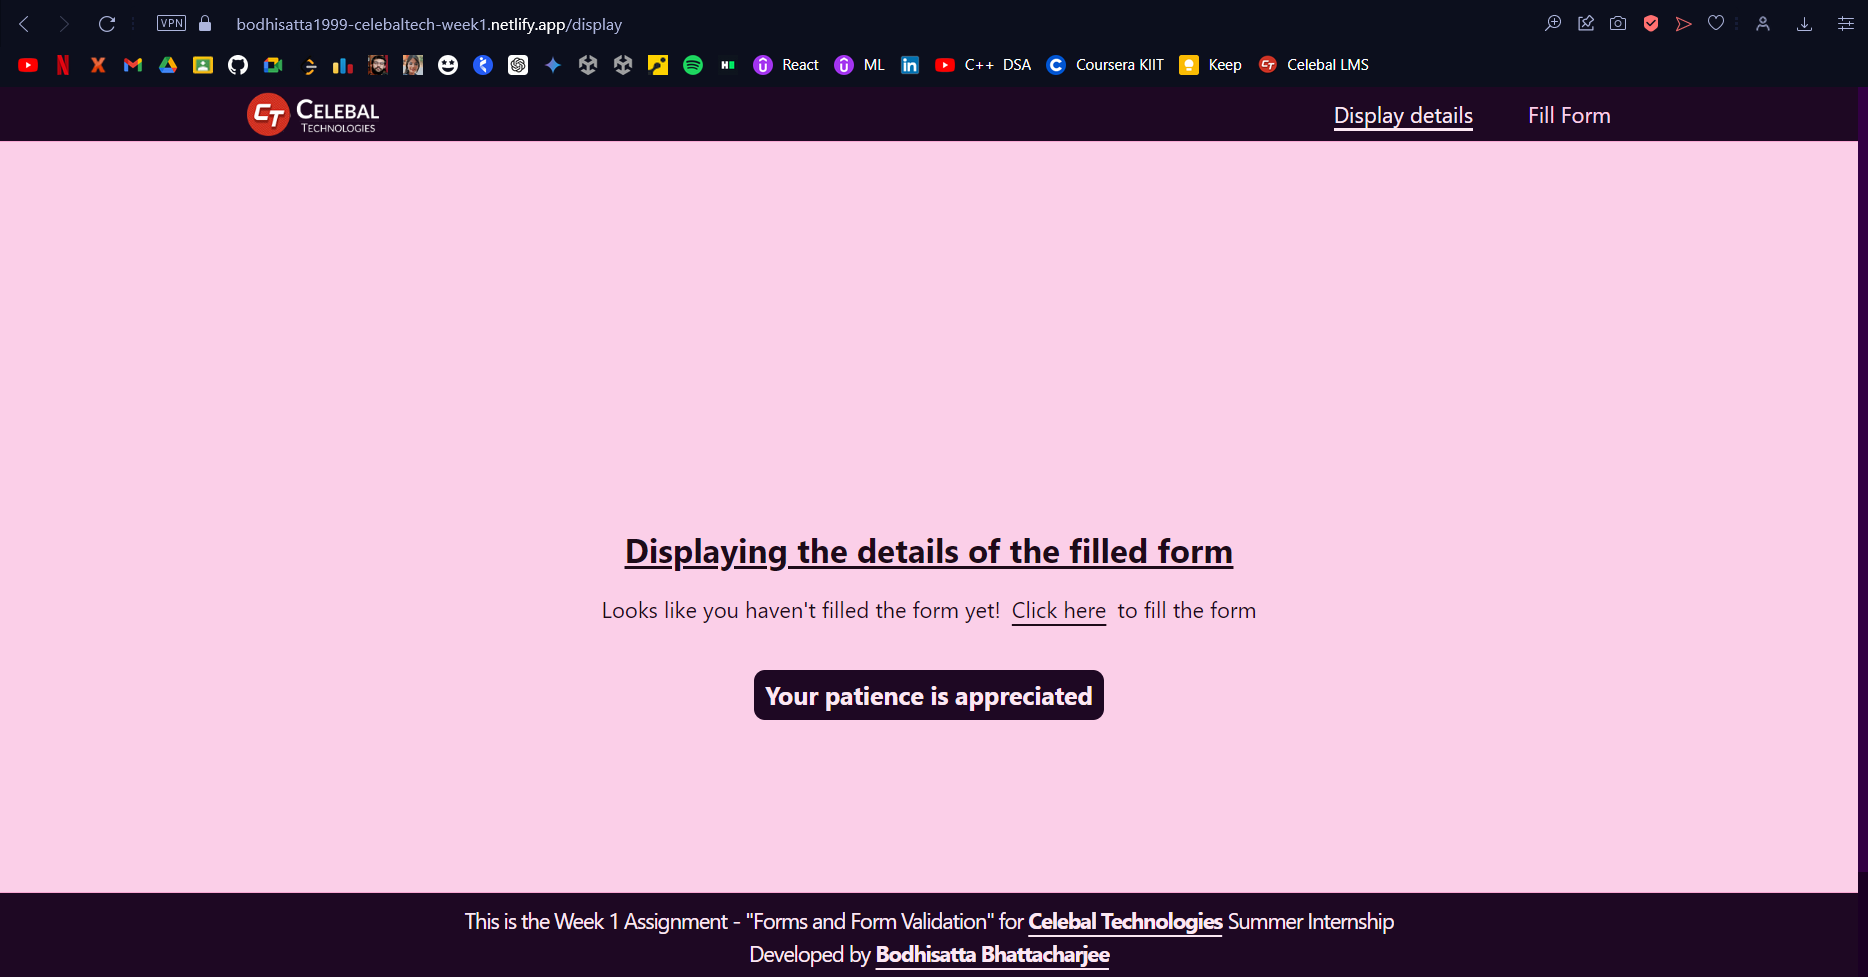 VPN bodhisatta1999-celebaltech-week1.netlify.app/display
React ML C++ DSA Coursera KIIT Keep Celebal LMS
CT CELEBAL
TECHNOLOGIES
Display details Fill Form
Displaying the details of the filled form
Looks like you haven't filled the form yet! Click here to fill the form
Your patience is appreciated
This is the Week 1 Assignment - "Forms and Form Validation" for Celebal Technologies Summer Internship
Developed by Bodhisatta Bhattacharjee